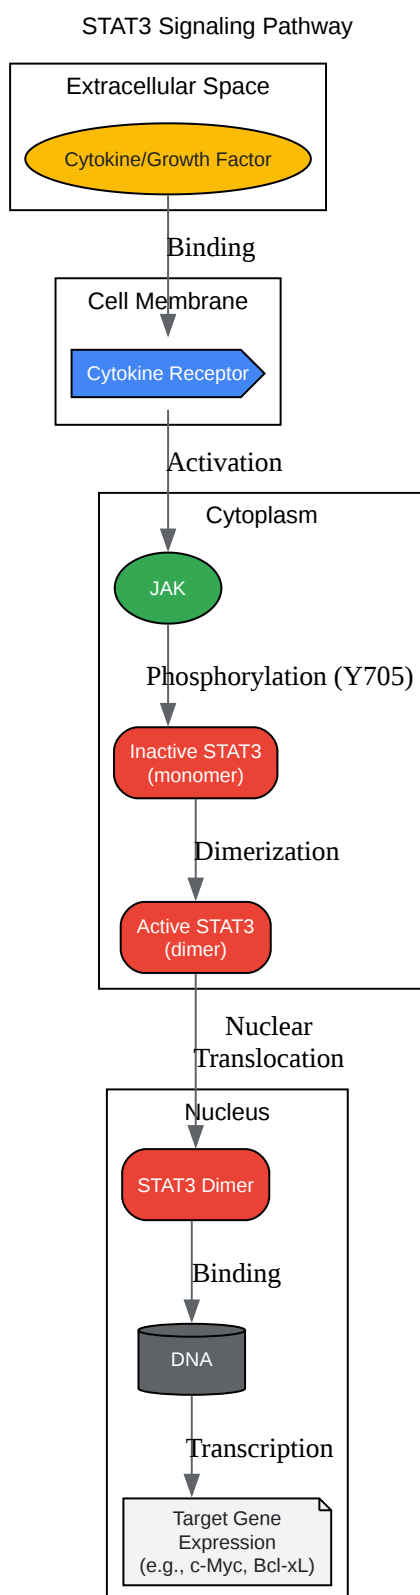 STAT3 Signaling Pathway
Extracellular Space
Cytokine/Growth Factor
Binding
Cell Membrane
Cytokine Receptor
Activation
Cytoplasm
JAK
Phosphorylation (Y705)
Inactive STAT3
(monomer)
Dimerization
Active STAT3
(dimer)
Nuclear
Translocation
Nucleus
STAT3 Dimer
Binding
DNA
Transcription
Target Gene
Expression
(e.g., c-Myc, Bcl-xL)